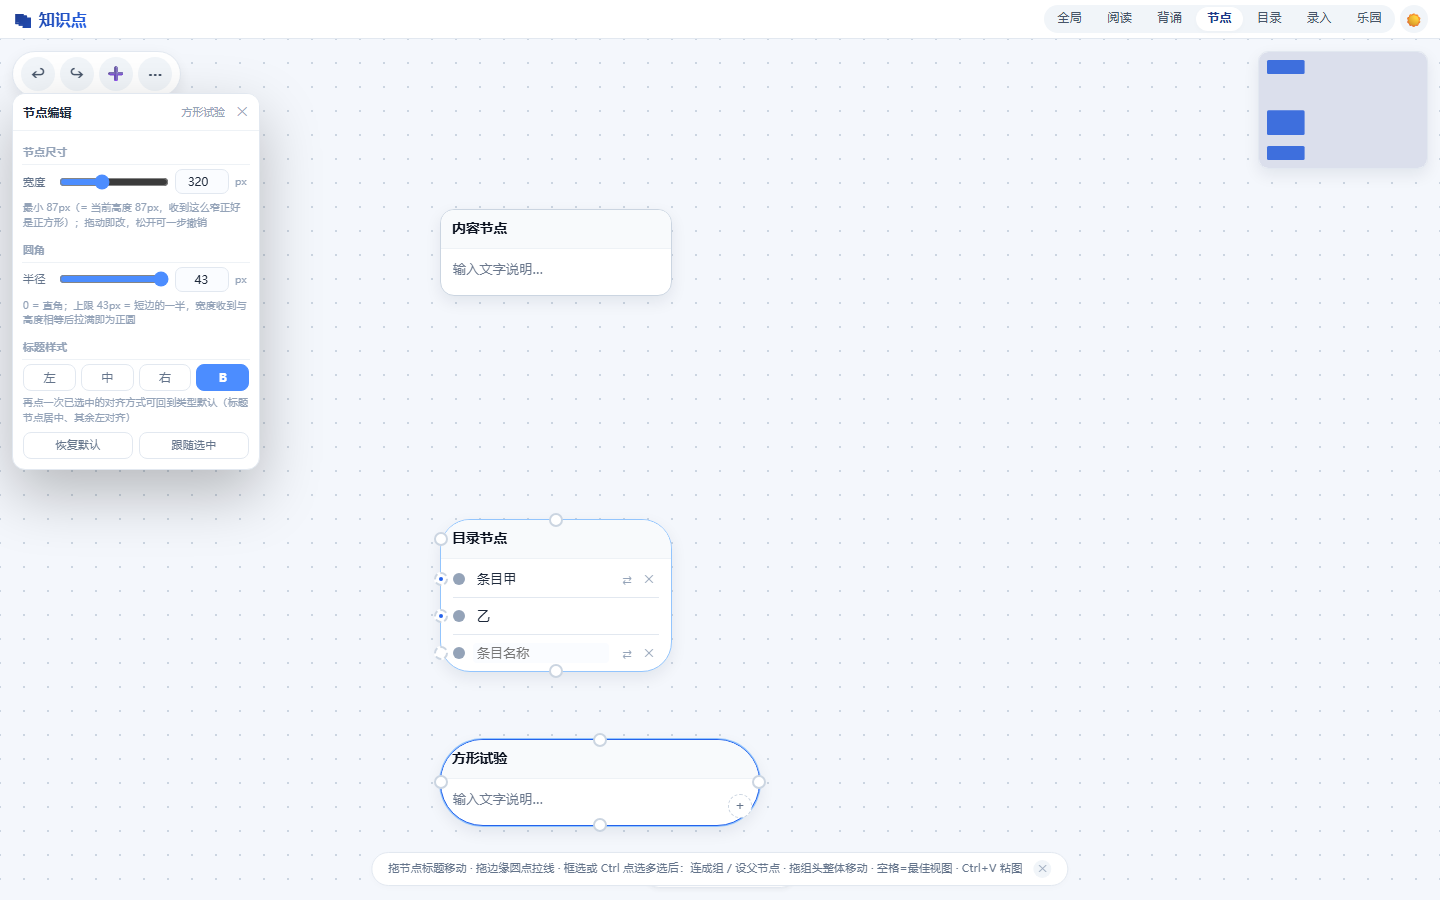 知识点
全局 阅读 背诵 节点 目录 录入 乐园
节点编辑 方形试验
节点尺寸
宽度 320 px
最小 87px（= 当前高度 87px，收到这么窄正好
是正方形）；拖动即改，松开可一步撤销
圆角
半径 43 px
0 = 直角；上限 43px = 短边的一半，宽度收到与
高度相等后拉满即为正圆
标题样式
左 中 右 B
再点一次已选中的对齐方式可回到类型默认（标题
节点居中、其余左对齐）
恢复默认 跟随选中
内容节点
输入文字说明...
目录节点
条目甲
乙
条目名称
方形试验
输入文字说明...
+
拖节点标题移动 · 拖边缘圆点拉线 · 框选或 Ctrl 点选多选后：连成组 / 设父节点 · 拖组头整体移动 · 空格=最佳视图 · Ctrl+V 粘图